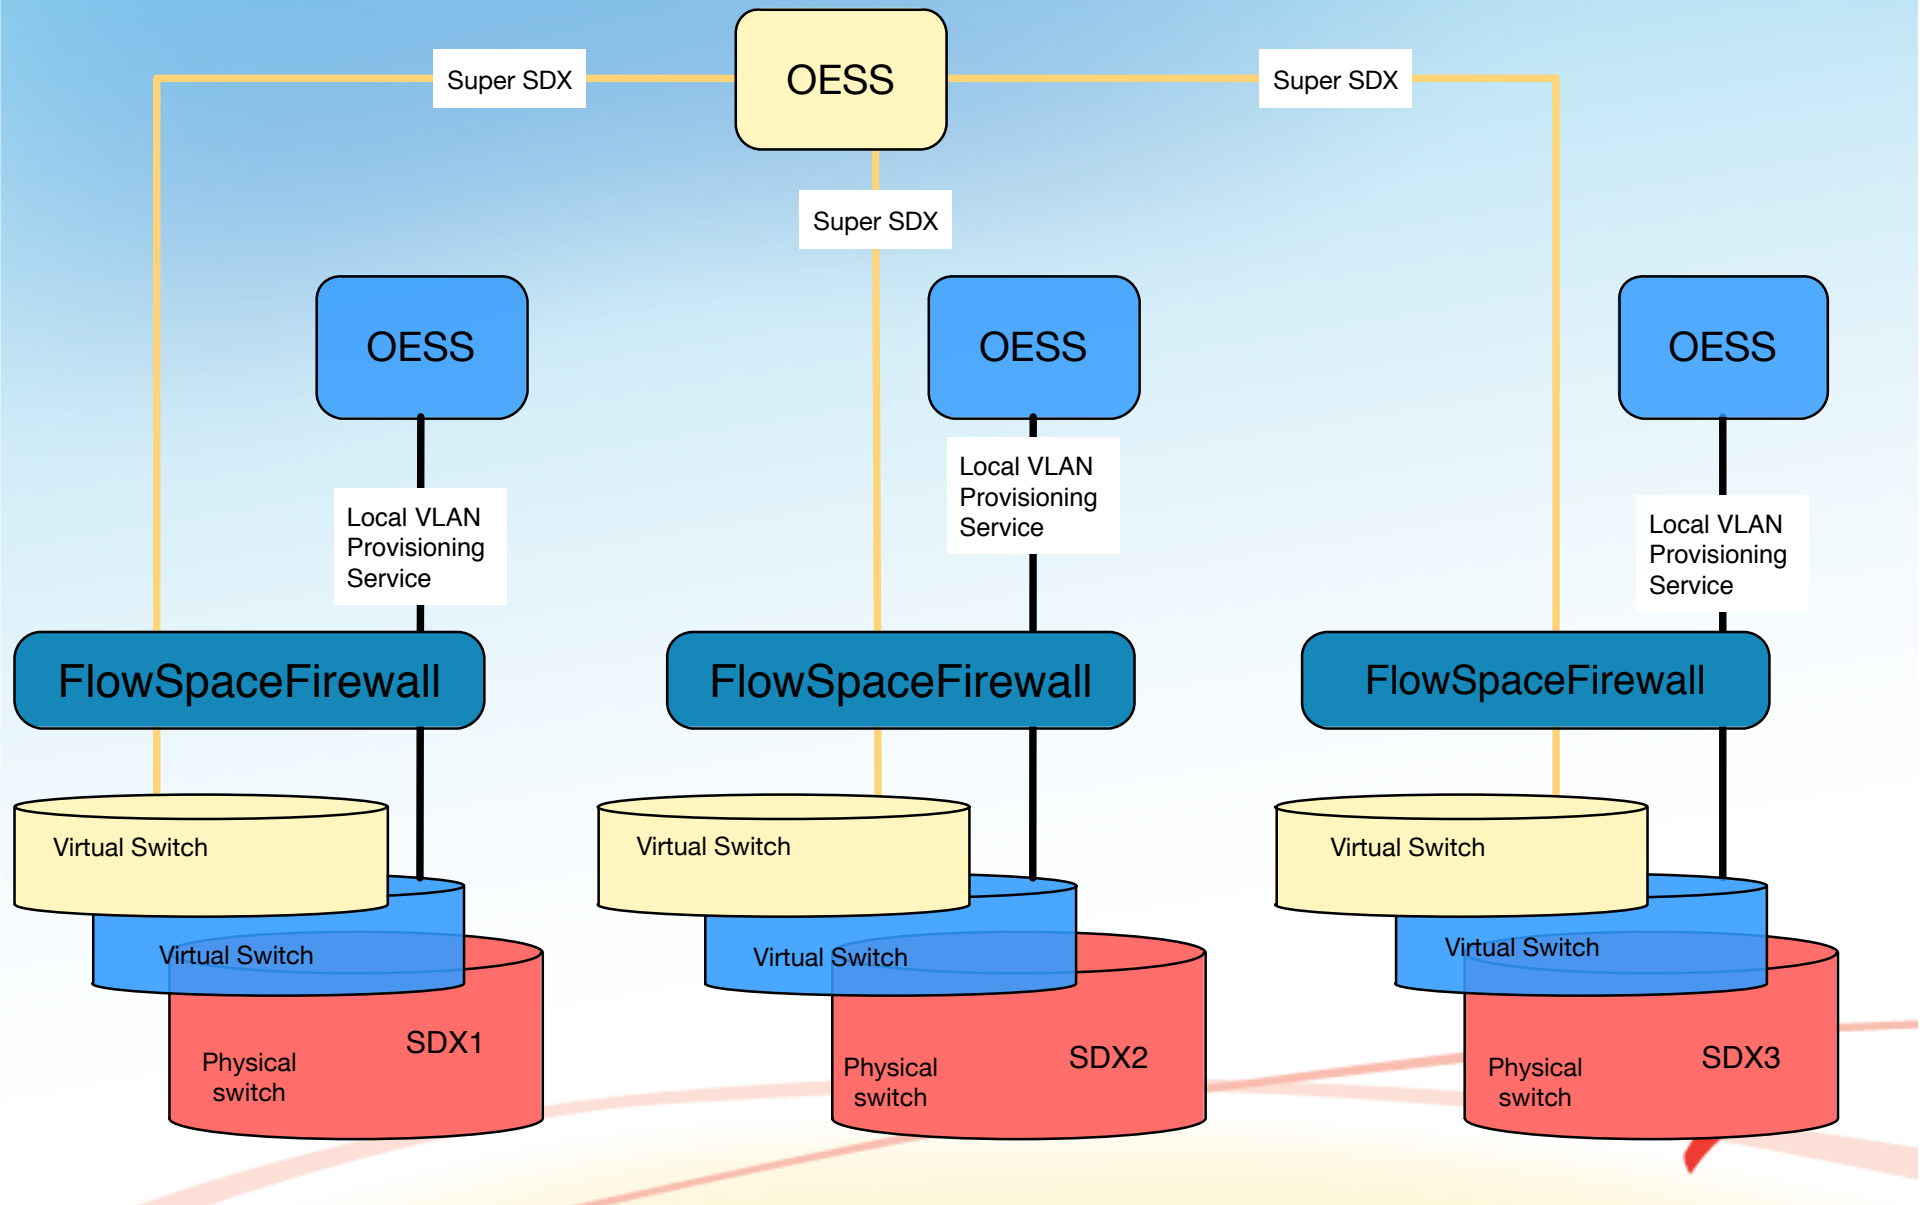 OESS
Super SDX
Super SDX
Super SDX
OESS
OESS
OESS
Local VLAN
Provisioning
Service
Local VLAN
Provisioning
Service
Local VLAN
Provisioning
Service
FlowSpaceFirewall
FlowSpaceFirewall
FlowSpaceFirewall
Virtual Switch
Virtual Switch
Virtual Switch
Virtual Switch
Virtual Switch
Virtual Switch
SDX1
Physical
switch
SDX2
Physical
switch
SDX3
Physical
switch